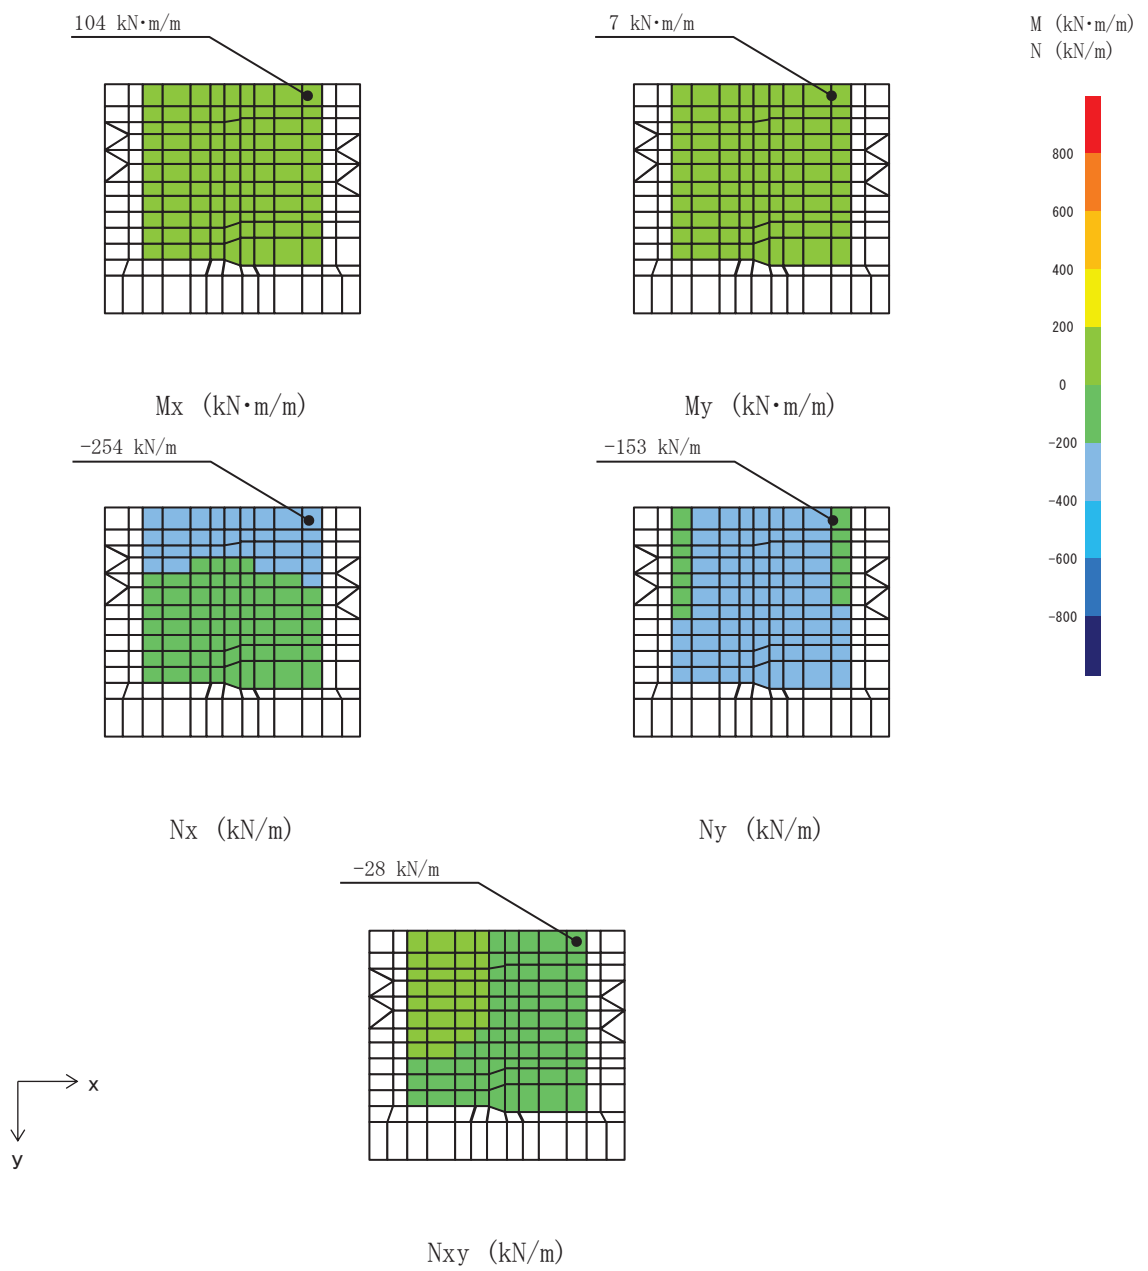 104 kN·m/m
7 kN·m/m
M (kN·m/m)
N (kN/m)
800
600
400
200
0
-200
-400
-600
-800
Mx (kN·m/m)
My (kN·m/m)
-254 kN/m
-153 kN/m
Nx (kN/m)
Ny (kN/m)
-28 kN/m
x
y
Nxy (kN/m)